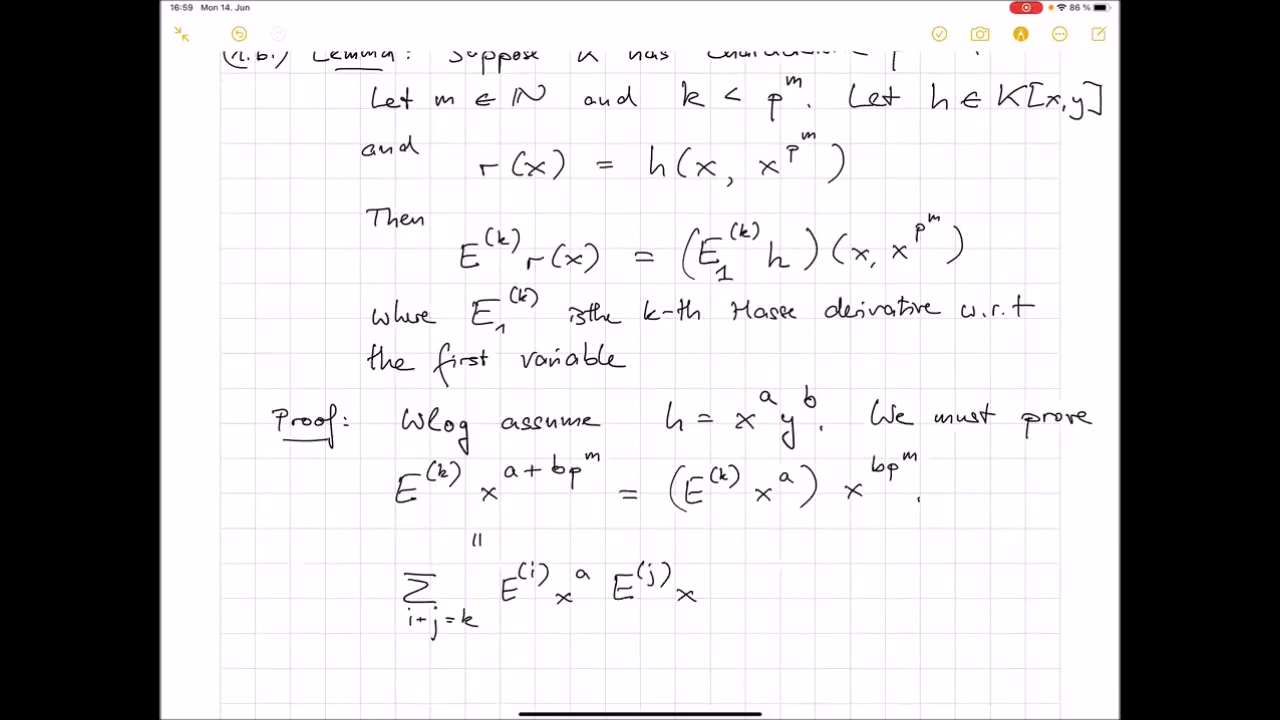 16:59 Mon 14. Jun 86 %
Lemma: Suppose K has
Let m ∈ ℕ and k < p^m. Let h ∈ K[x,y]
and r(x) = h(x, x^{p^m})
Then
E^{(k)} r(x) = (E_1^{(k)} h)(x, x^{p^m})
where E_1^{(k)} is the k-th Hasse derivative w.r.t
the first variable
Proof: Wlog assume h = x^a y^b. We must prove
E^{(k)} x^{a + bp^m} = (E^{(k)} x^a) x^{bp^m}.
"
Σ_{i+j=k} E^{(i)} x^a E^{(j)} x